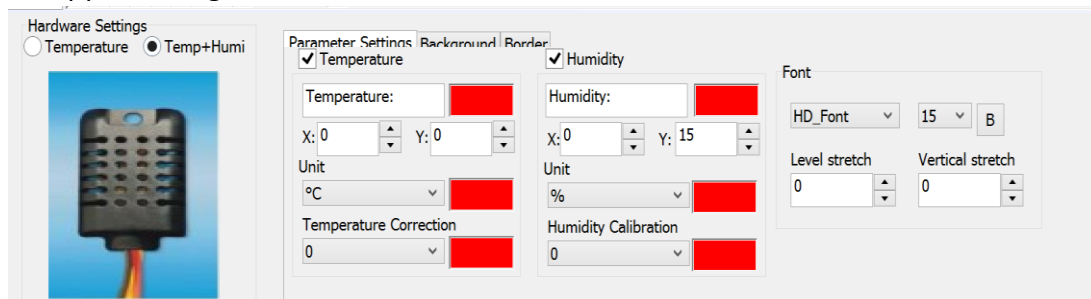 Hardware Settings
Temperature Temp+Humi
Parameter Settings Background Border
Temperature
Temperature:
X: 0 Y: 0
Unit
°C
Temperature Correction
0
Humidity
Humidity:
X: 0 Y: 15
Unit
%
Humidity Calibration
0
Font
HD_Font 15 B
Level stretch Vertical stretch
0 0